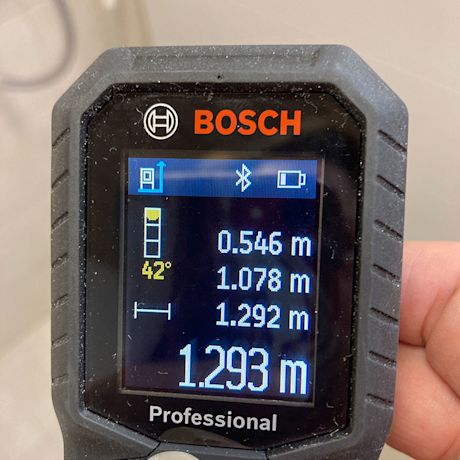 BOSCH
0.546 m
42°
1.078 m
1.292 m
1.293 m
Professional